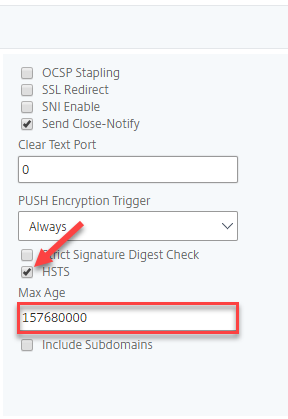 OCSP Stapling
SSL Redirect
SNI Enable
Send Close-Notify
Clear Text Port
0
PUSH Encryption Trigger
Always
Signature Digest Check
HSTS
Max Age
157680000
Include Subdomains